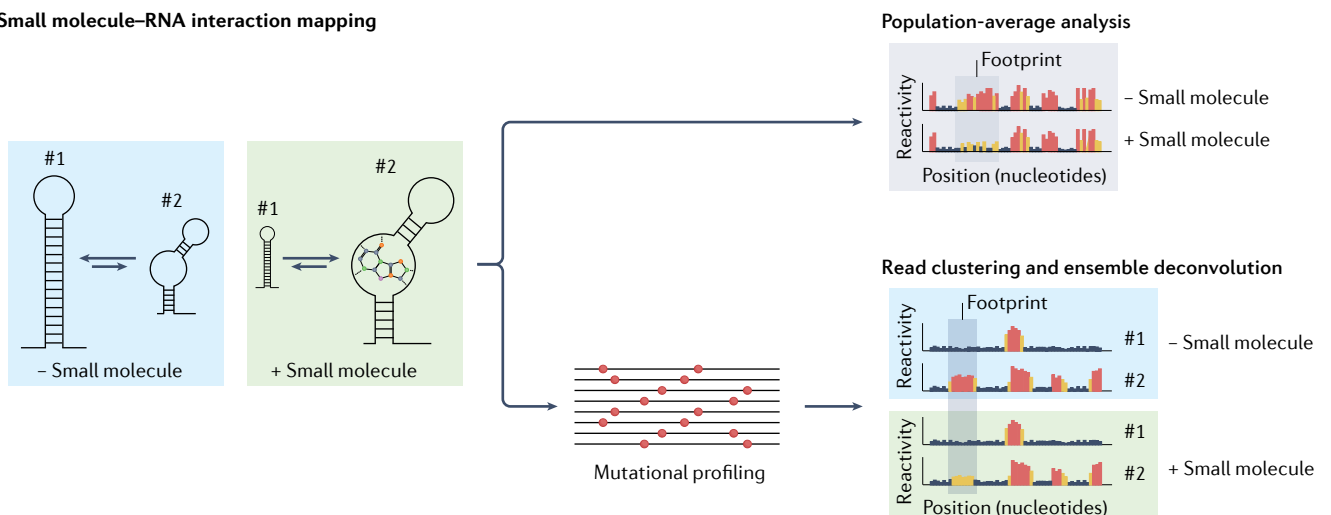 Small molecule–RNA interaction mapping
#1
#2
– Small molecule
#1
#2
+ Small molecule
Mutational profiling
Population-average analysis
Footprint
Reactivity
– Small molecule
+ Small molecule
Position (nucleotides)
Read clustering and ensemble deconvolution
Footprint
Reactivity
#1
#2
– Small molecule
Reactivity
#1
#2
+ Small molecule
Position (nucleotides)